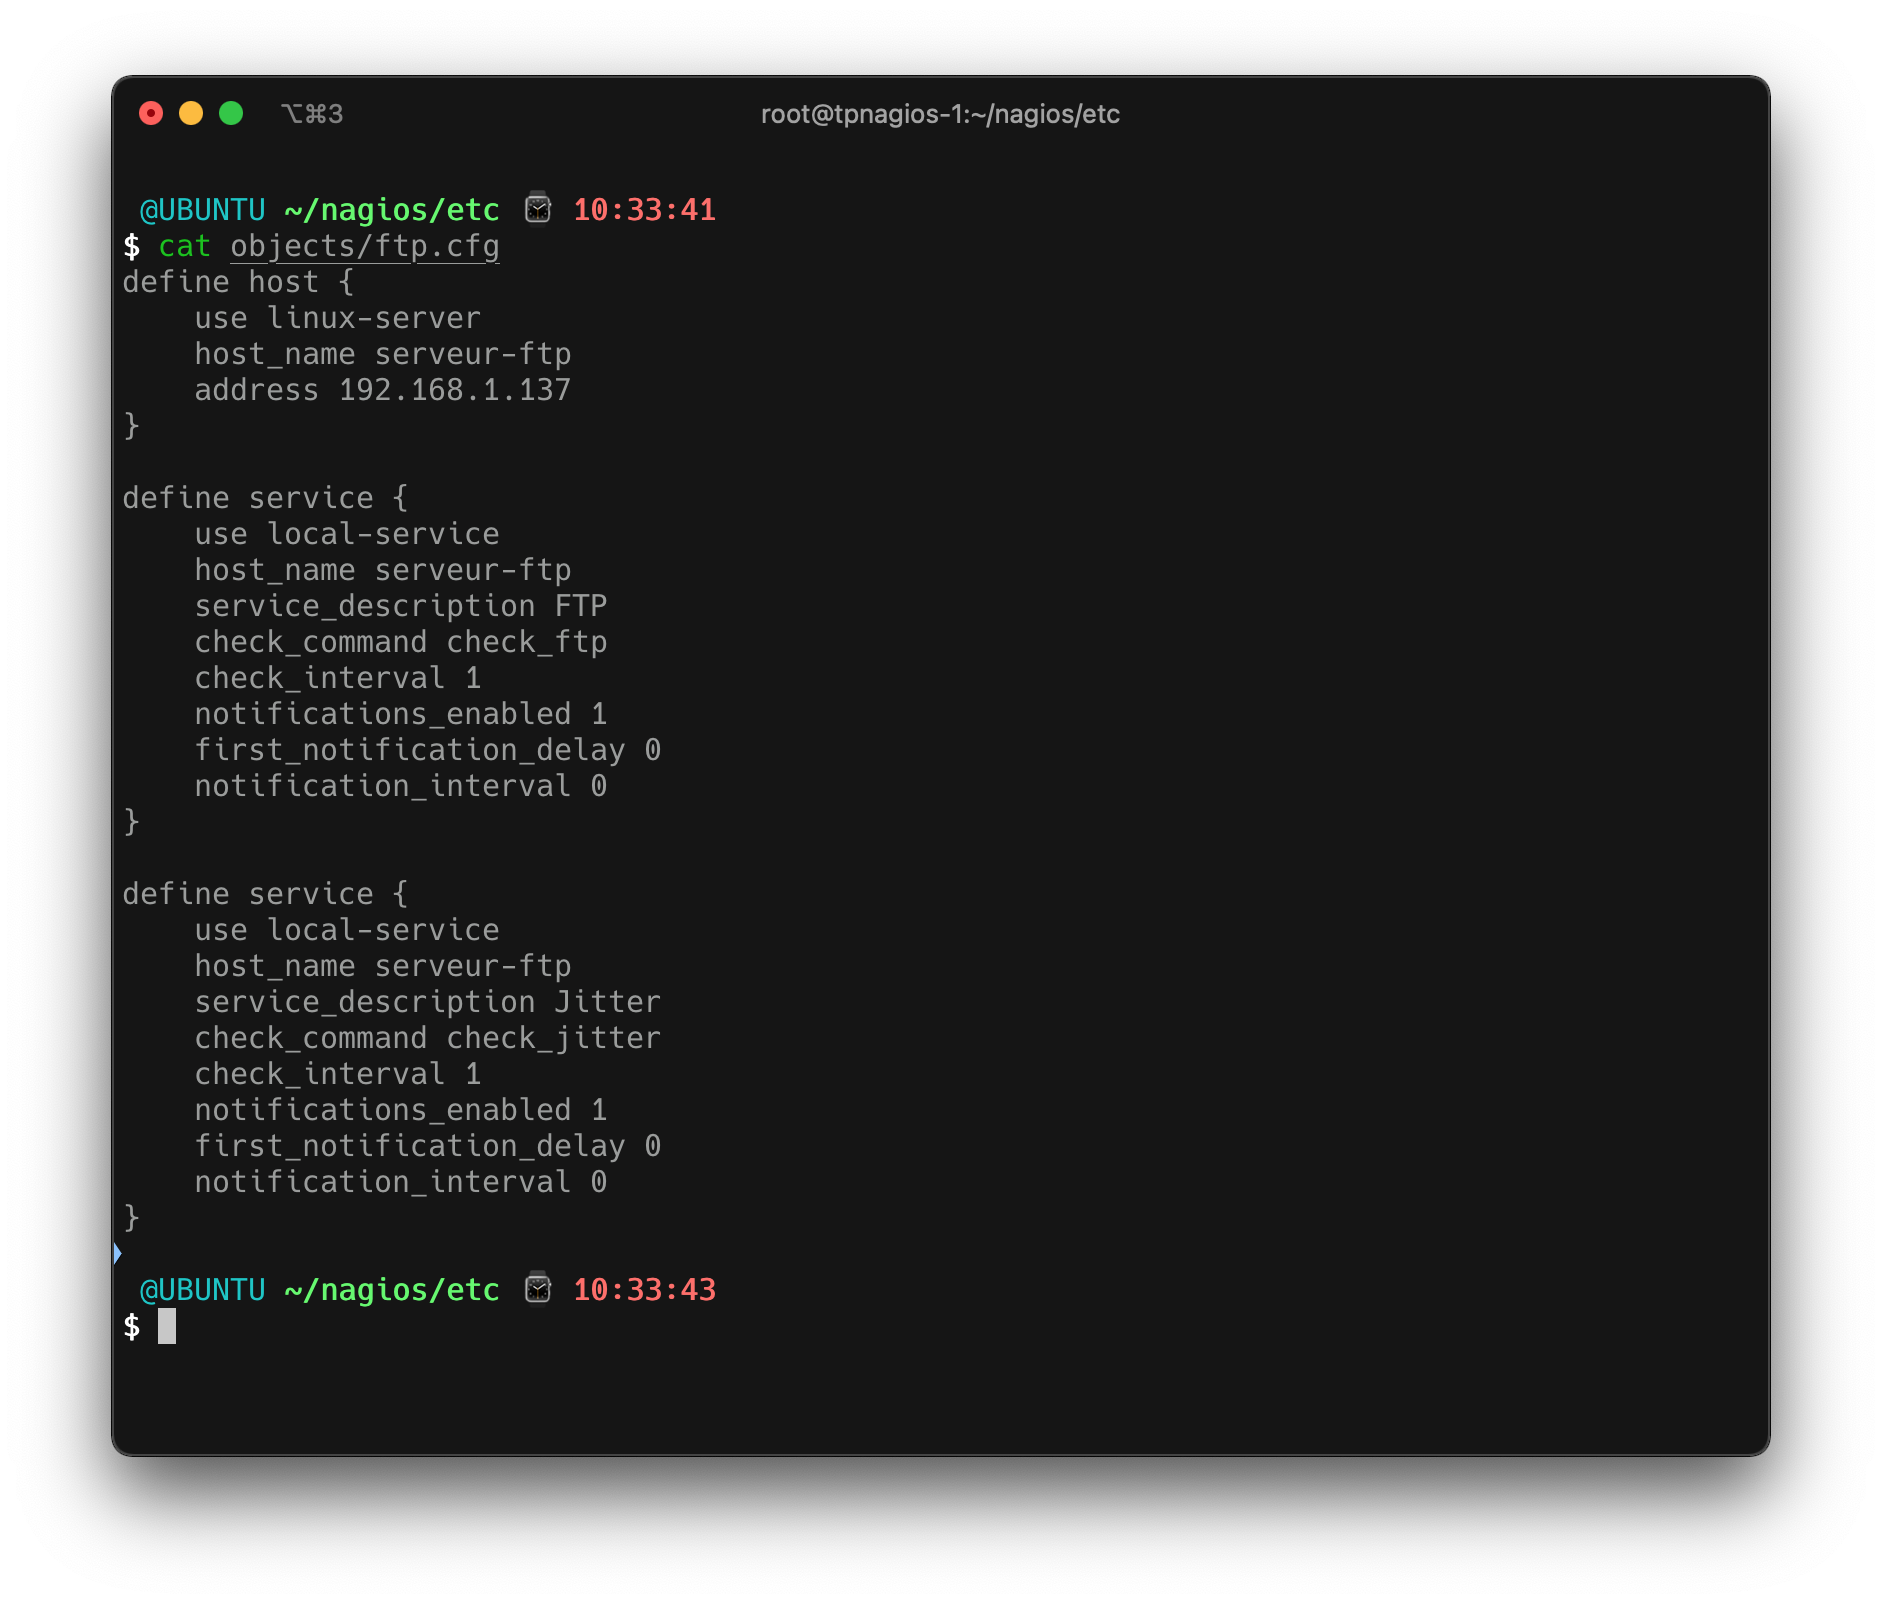 ⌥⌘3
root@tpnagios-1:~/nagios/etc
@UBUNTU ~/nagios/etc ⌚ 10:33:41
$ cat objects/ftp.cfg
define host {
    use linux-server
    host_name serveur-ftp
    address 192.168.1.137
}

define service {
    use local-service
    host_name serveur-ftp
    service_description FTP
    check_command check_ftp
    check_interval 1
    notifications_enabled 1
    first_notification_delay 0
    notification_interval 0
}

define service {
    use local-service
    host_name serveur-ftp
    service_description Jitter
    check_command check_jitter
    check_interval 1
    notifications_enabled 1
    first_notification_delay 0
    notification_interval 0
}
@UBUNTU ~/nagios/etc ⌚ 10:33:43
$